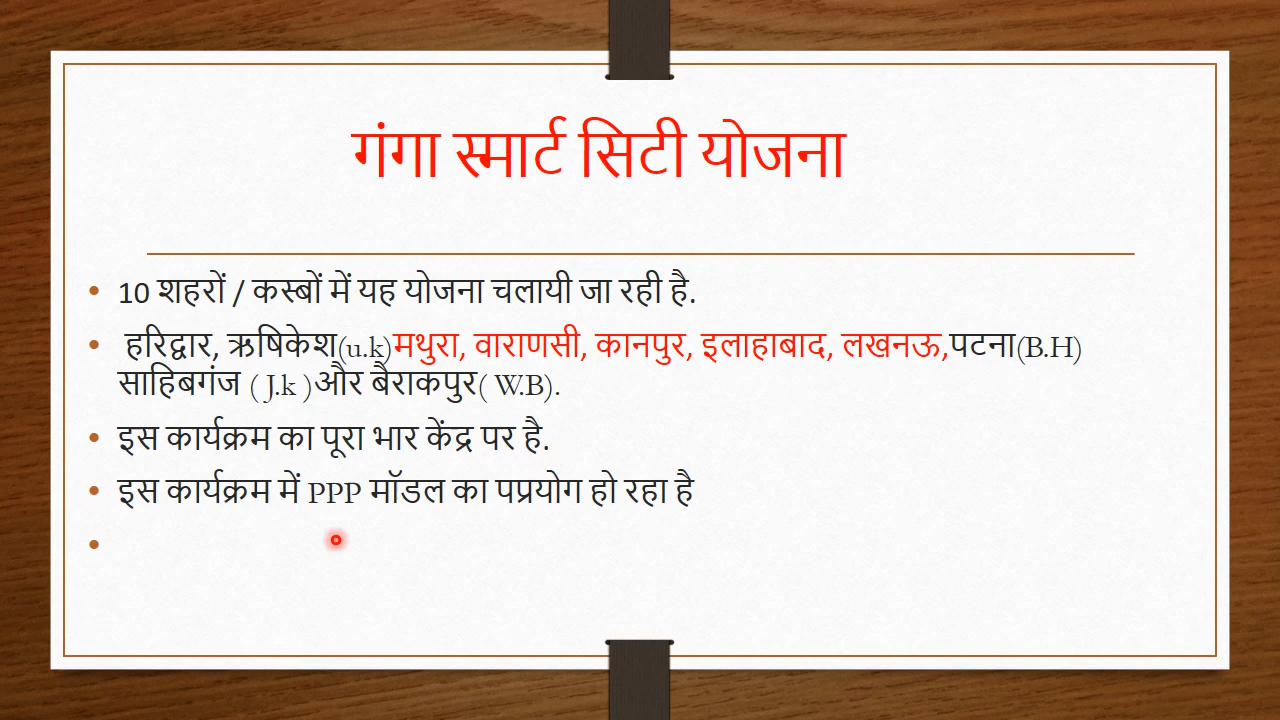 गंगा स्मार्ट सिटी योजना
• 10 शहरों / कस्बों में यह योजना चलायी जा रही है.
• हरिद्वार, ऋषिकेश(u.k)मथुरा, वाराणसी, कानपुर, इलाहाबाद, लखनऊ,पटना(B.H)
साहिबगंज ( J.k )और बैराकपुर( W.B).
• इस कार्यक्रम का पूरा भार केंद्र पर है.
• इस कार्यक्रम में PPP मॉडल का पप्रयोग हो रहा है
•